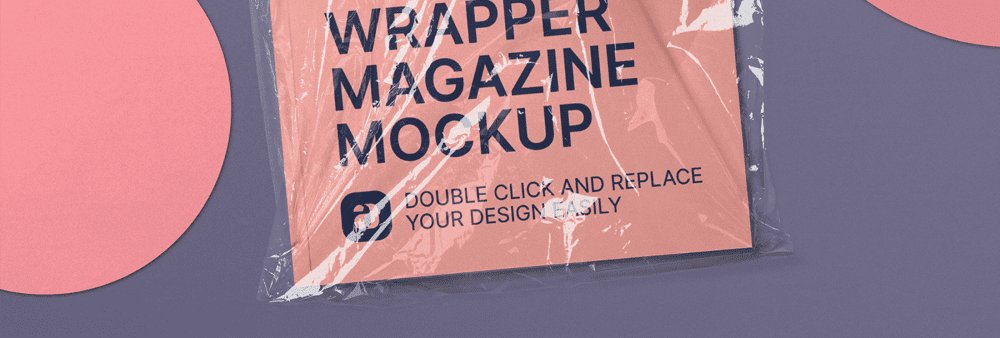 WRAPPER
MAGAZINE
MOCKUP
DOUBLE CLICK AND REPLACE
YOUR DESIGN EASILY